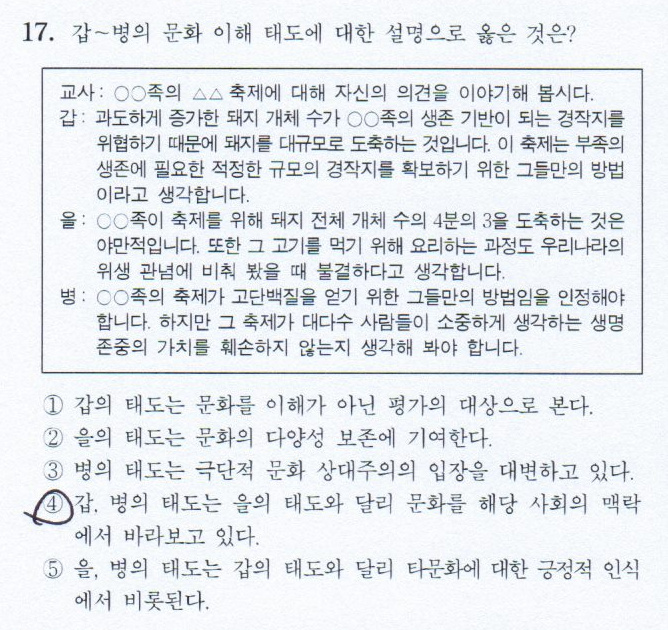 17. 갑~병의 문화 이해 태도에 대한 설명으로 옳은 것은?
교사: ○○족의 △△ 축제에 대해 자신의 의견을 이야기해 봅시다.
갑: 과도하게 증가한 돼지 개체 수가 ○○족의 생존 기반이 되는 경작지를
위협하기 때문에 돼지를 대규모로 도축하는 것입니다. 이 축제는 부족의
생존에 필요한 적정한 규모의 경작지를 확보하기 위한 그들만의 방법
이라고 생각합니다.
을: ○○족이 축제를 위해 돼지 전체 개체 수의 4분의 3을 도축하는 것은
야만적입니다. 또한 그 고기를 먹기 위해 요리하는 과정도 우리나라의
위생 관념에 비춰 봤을 때 불결하다고 생각합니다.
병: ○○족의 축제가 고단백질을 얻기 위한 그들만의 방법임을 인정해야
합니다. 하지만 그 축제가 대다수 사람들이 소중하게 생각하는 생명
존중의 가치를 훼손하지 않는지 생각해 봐야 합니다.
① 갑의 태도는 문화를 이해가 아닌 평가의 대상으로 본다.
② 을의 태도는 문화의 다양성 보존에 기여한다.
③ 병의 태도는 극단적 문화 상대주의의 입장을 대변하고 있다.
④ 갑, 병의 태도는 을의 태도와 달리 문화를 해당 사회의 맥락
에서 바라보고 있다.
⑤ 을, 병의 태도는 갑의 태도와 달리 타문화에 대한 긍정적 인식
에서 비롯된다.